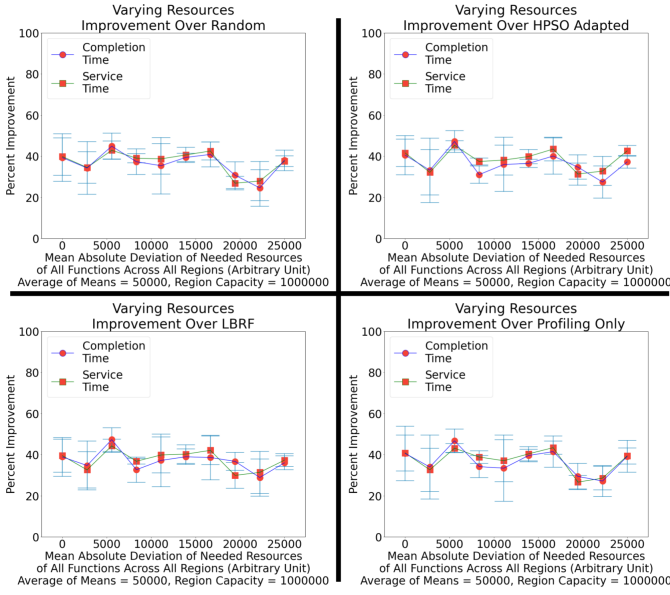 Varying Resources
Improvement Over Random
100
80
60
40
20
0
Percent Improvement
Completion
Time
Service
Time
0 5000 10000 15000 20000 25000
Mean Absolute Deviation of Needed Resources
of All Functions Across All Regions (Arbitrary Unit)
Average of Means = 50000, Region Capacity = 1000000
Varying Resources
Improvement Over HPSO Adapted
100
80
60
40
20
0
Percent Improvement
Completion
Time
Service
Time
0 5000 10000 15000 20000 25000
Mean Absolute Deviation of Needed Resources
of All Functions Across All Regions (Arbitrary Unit)
Average of Means = 50000, Region Capacity = 1000000
Varying Resources
Improvement Over LBRF
100
80
60
40
20
0
Percent Improvement
Completion
Time
Service
Time
0 5000 10000 15000 20000 25000
Mean Absolute Deviation of Needed Resources
of All Functions Across All Regions (Arbitrary Unit)
Average of Means = 50000, Region Capacity = 1000000
Varying Resources
Improvement Over Profiling Only
100
80
60
40
20
0
Percent Improvement
Completion
Time
Service
Time
0 5000 10000 15000 20000 25000
Mean Absolute Deviation of Needed Resources
of All Functions Across All Regions (Arbitrary Unit)
Average of Means = 50000, Region Capacity = 1000000